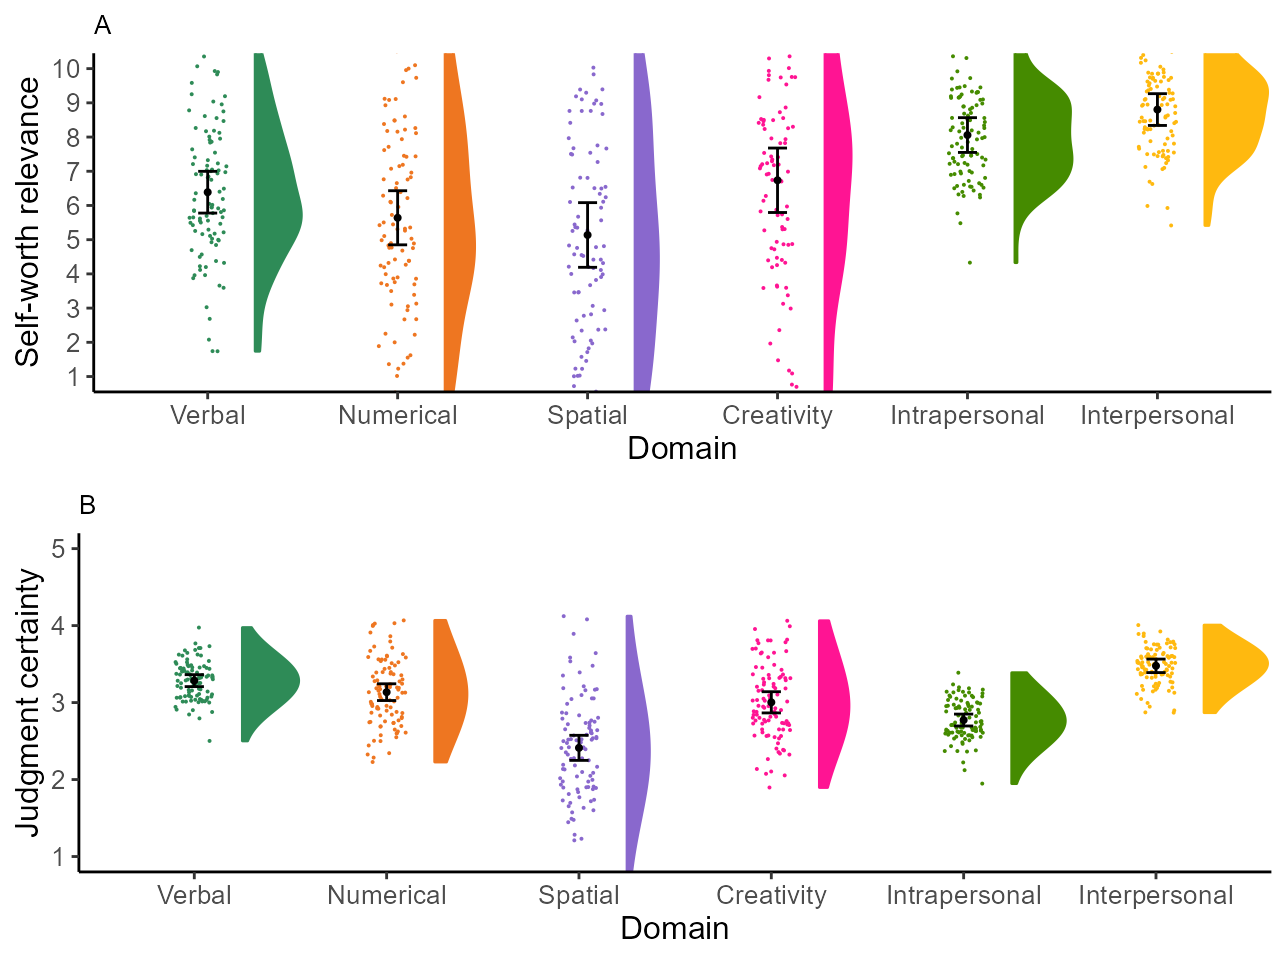 A
Self-worth relevance
10
9
8
7
6
5
4
3
2
1
Verbal Numerical Spatial Creativity Intrapersonal Interpersonal
Domain
B
Judgment certainty
5
4
3
2
1
Verbal Numerical Spatial Creativity Intrapersonal Interpersonal
Domain